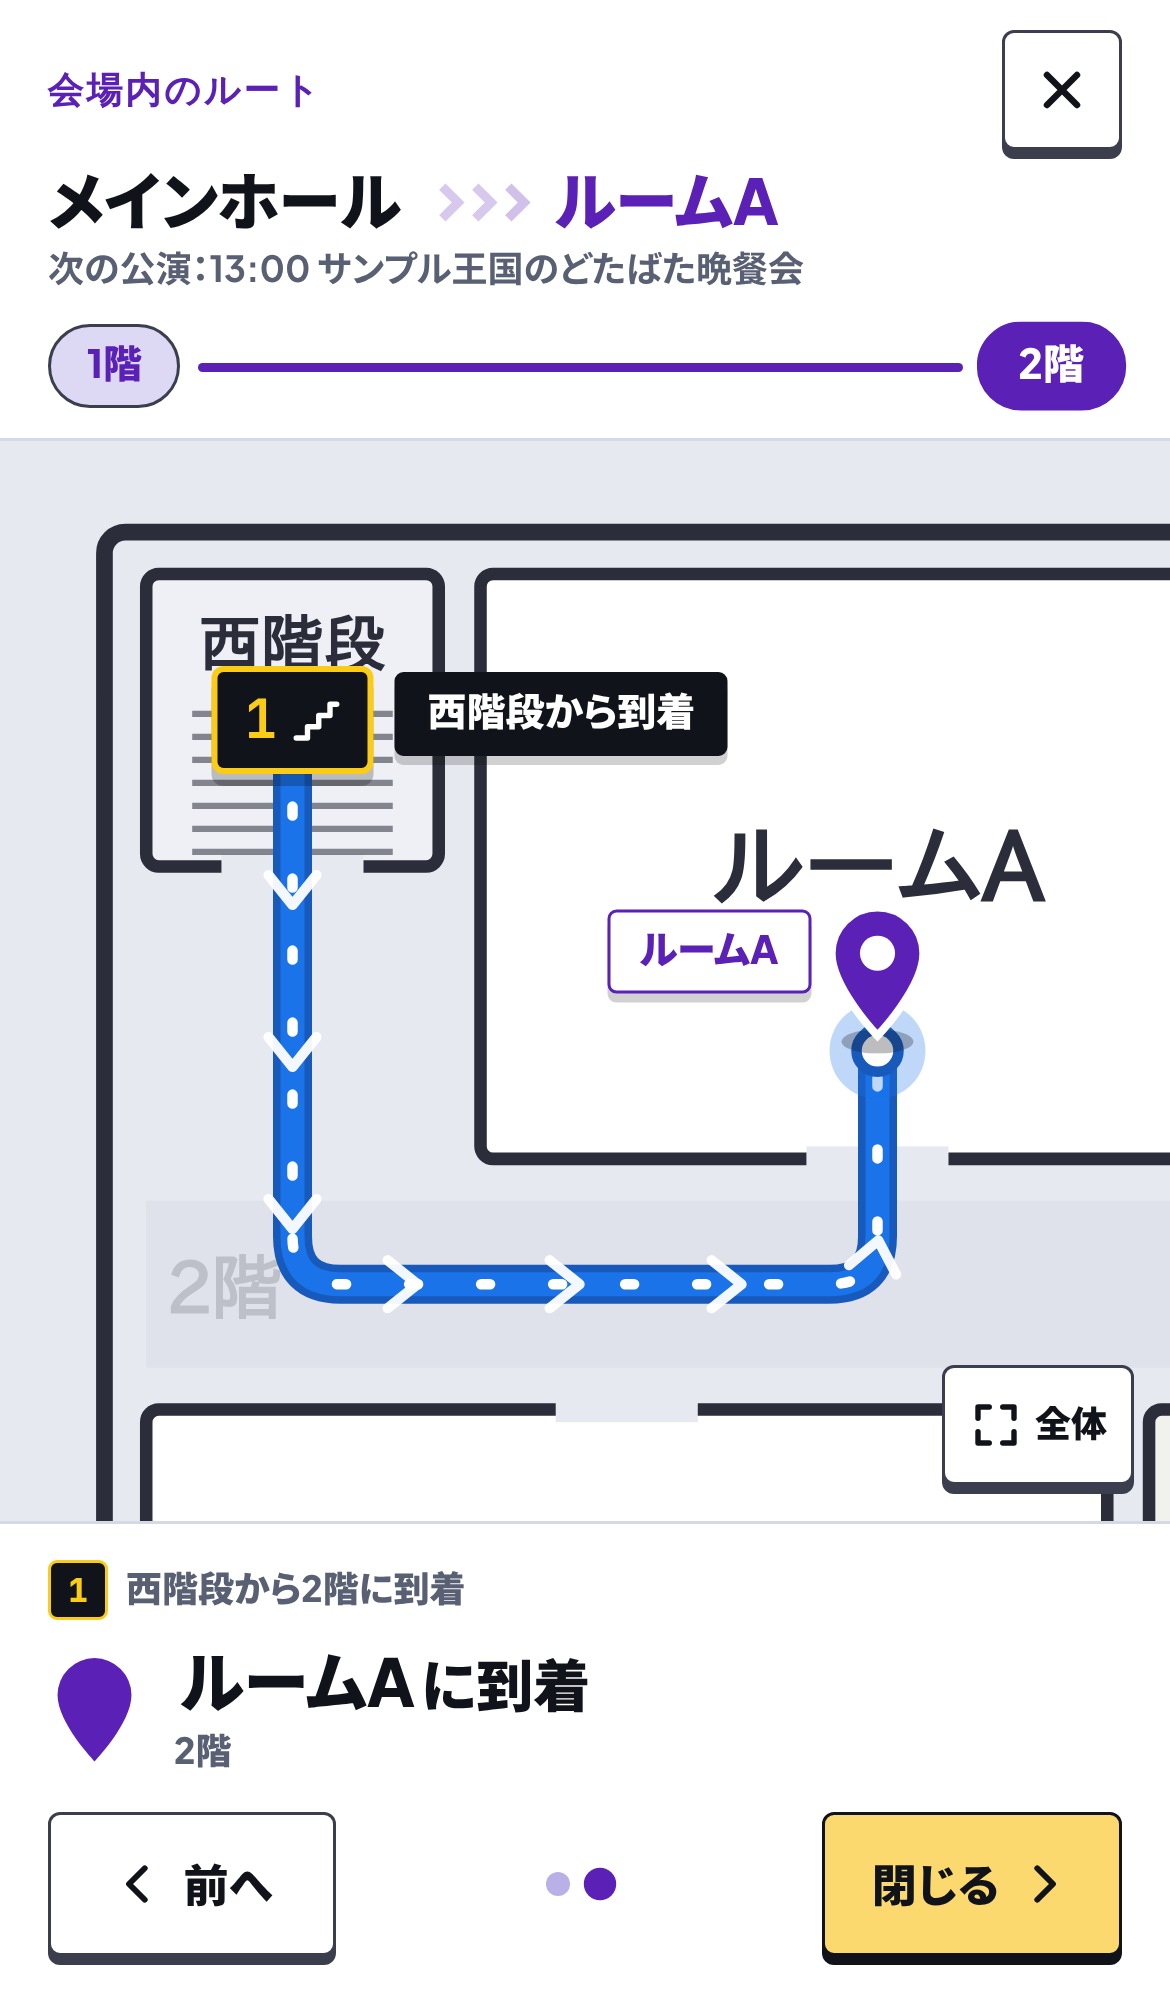 会場内のルート
メインホール
ルームA
次の公演：13:00 サンプル王国のどたばた晩餐会
1階
2階
西階段
1
西階段から到着
ルームA
ルームA
2階
全体
1 西階段から2階に到着
ルームAに到着
2階
前へ
閉じる